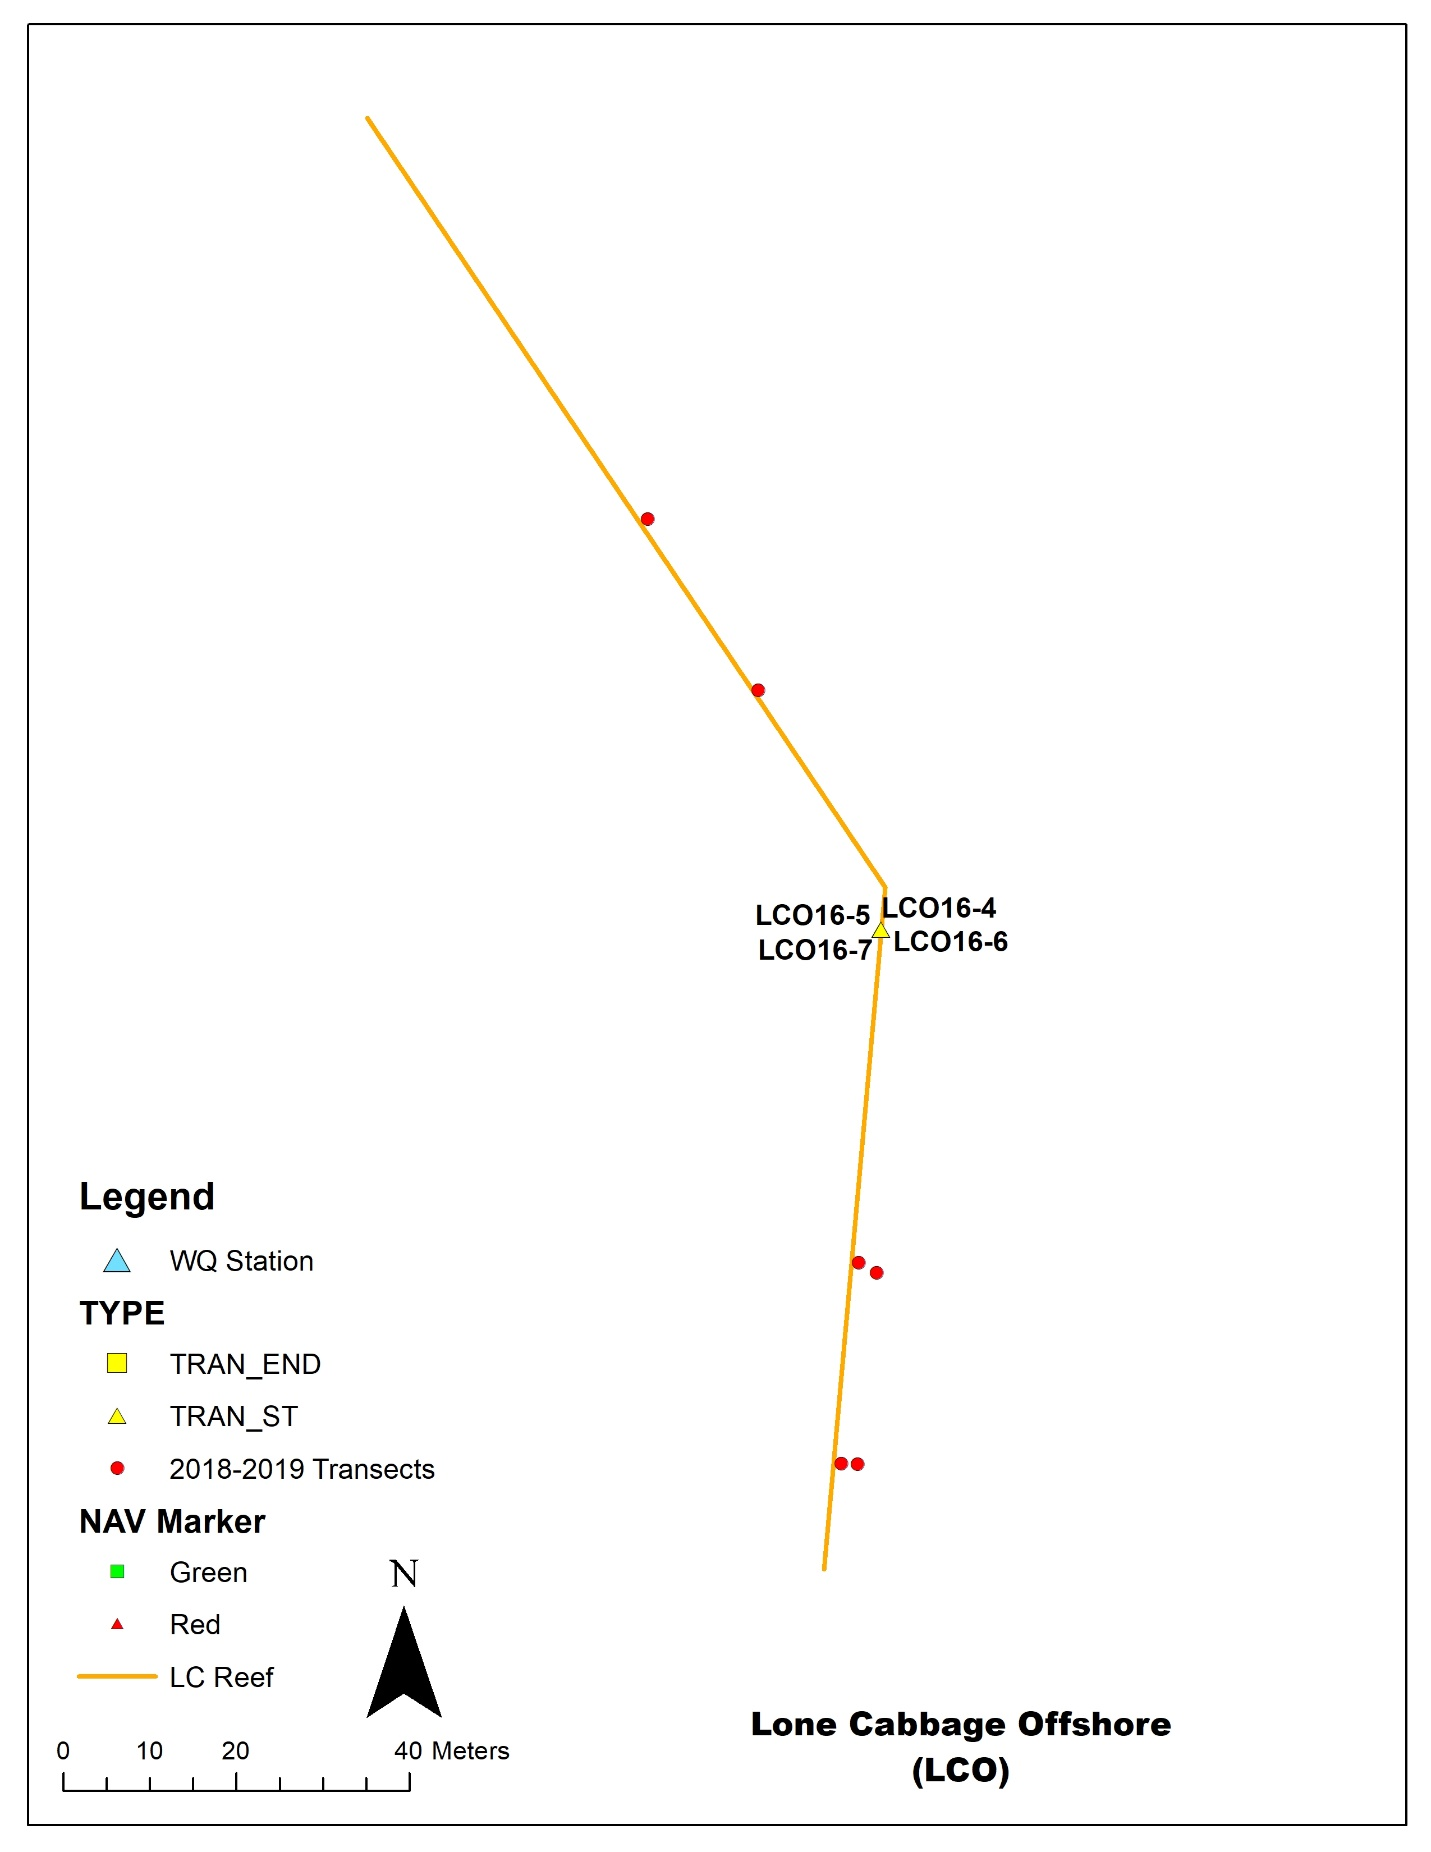 LCO16-5 LCO16-4
LCO16-7 LCO16-6
Legend
WQ Station
TYPE
TRAN_END
TRAN_ST
2018-2019 Transects
NAV Marker
Green
Red
LC Reef
N
0 10 20 40 Meters
Lone Cabbage Offshore
(LCO)